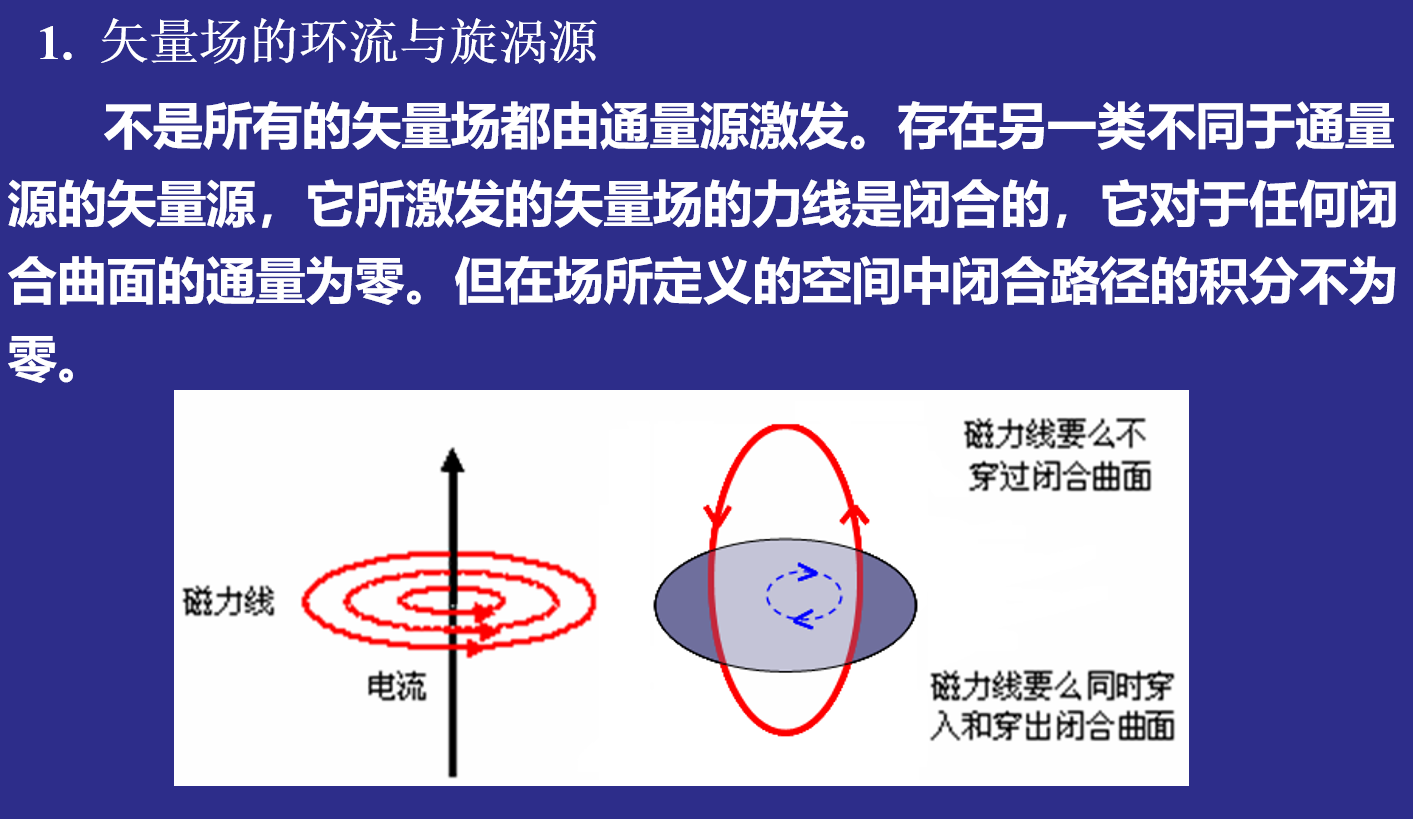 1. 矢量场的环流与旋涡源
不是所有的矢量场都由通量源激发。存在另一类不同于通量
源的矢量源，它所激发的矢量场的力线是闭合的，它对于任何闭
合曲面的通量为零。但在场所定义的空间中闭合路径的积分不为
零。
磁力线要么不
穿过闭合曲面
磁力线
电流
磁力线要么同时穿
入和穿出闭合曲面